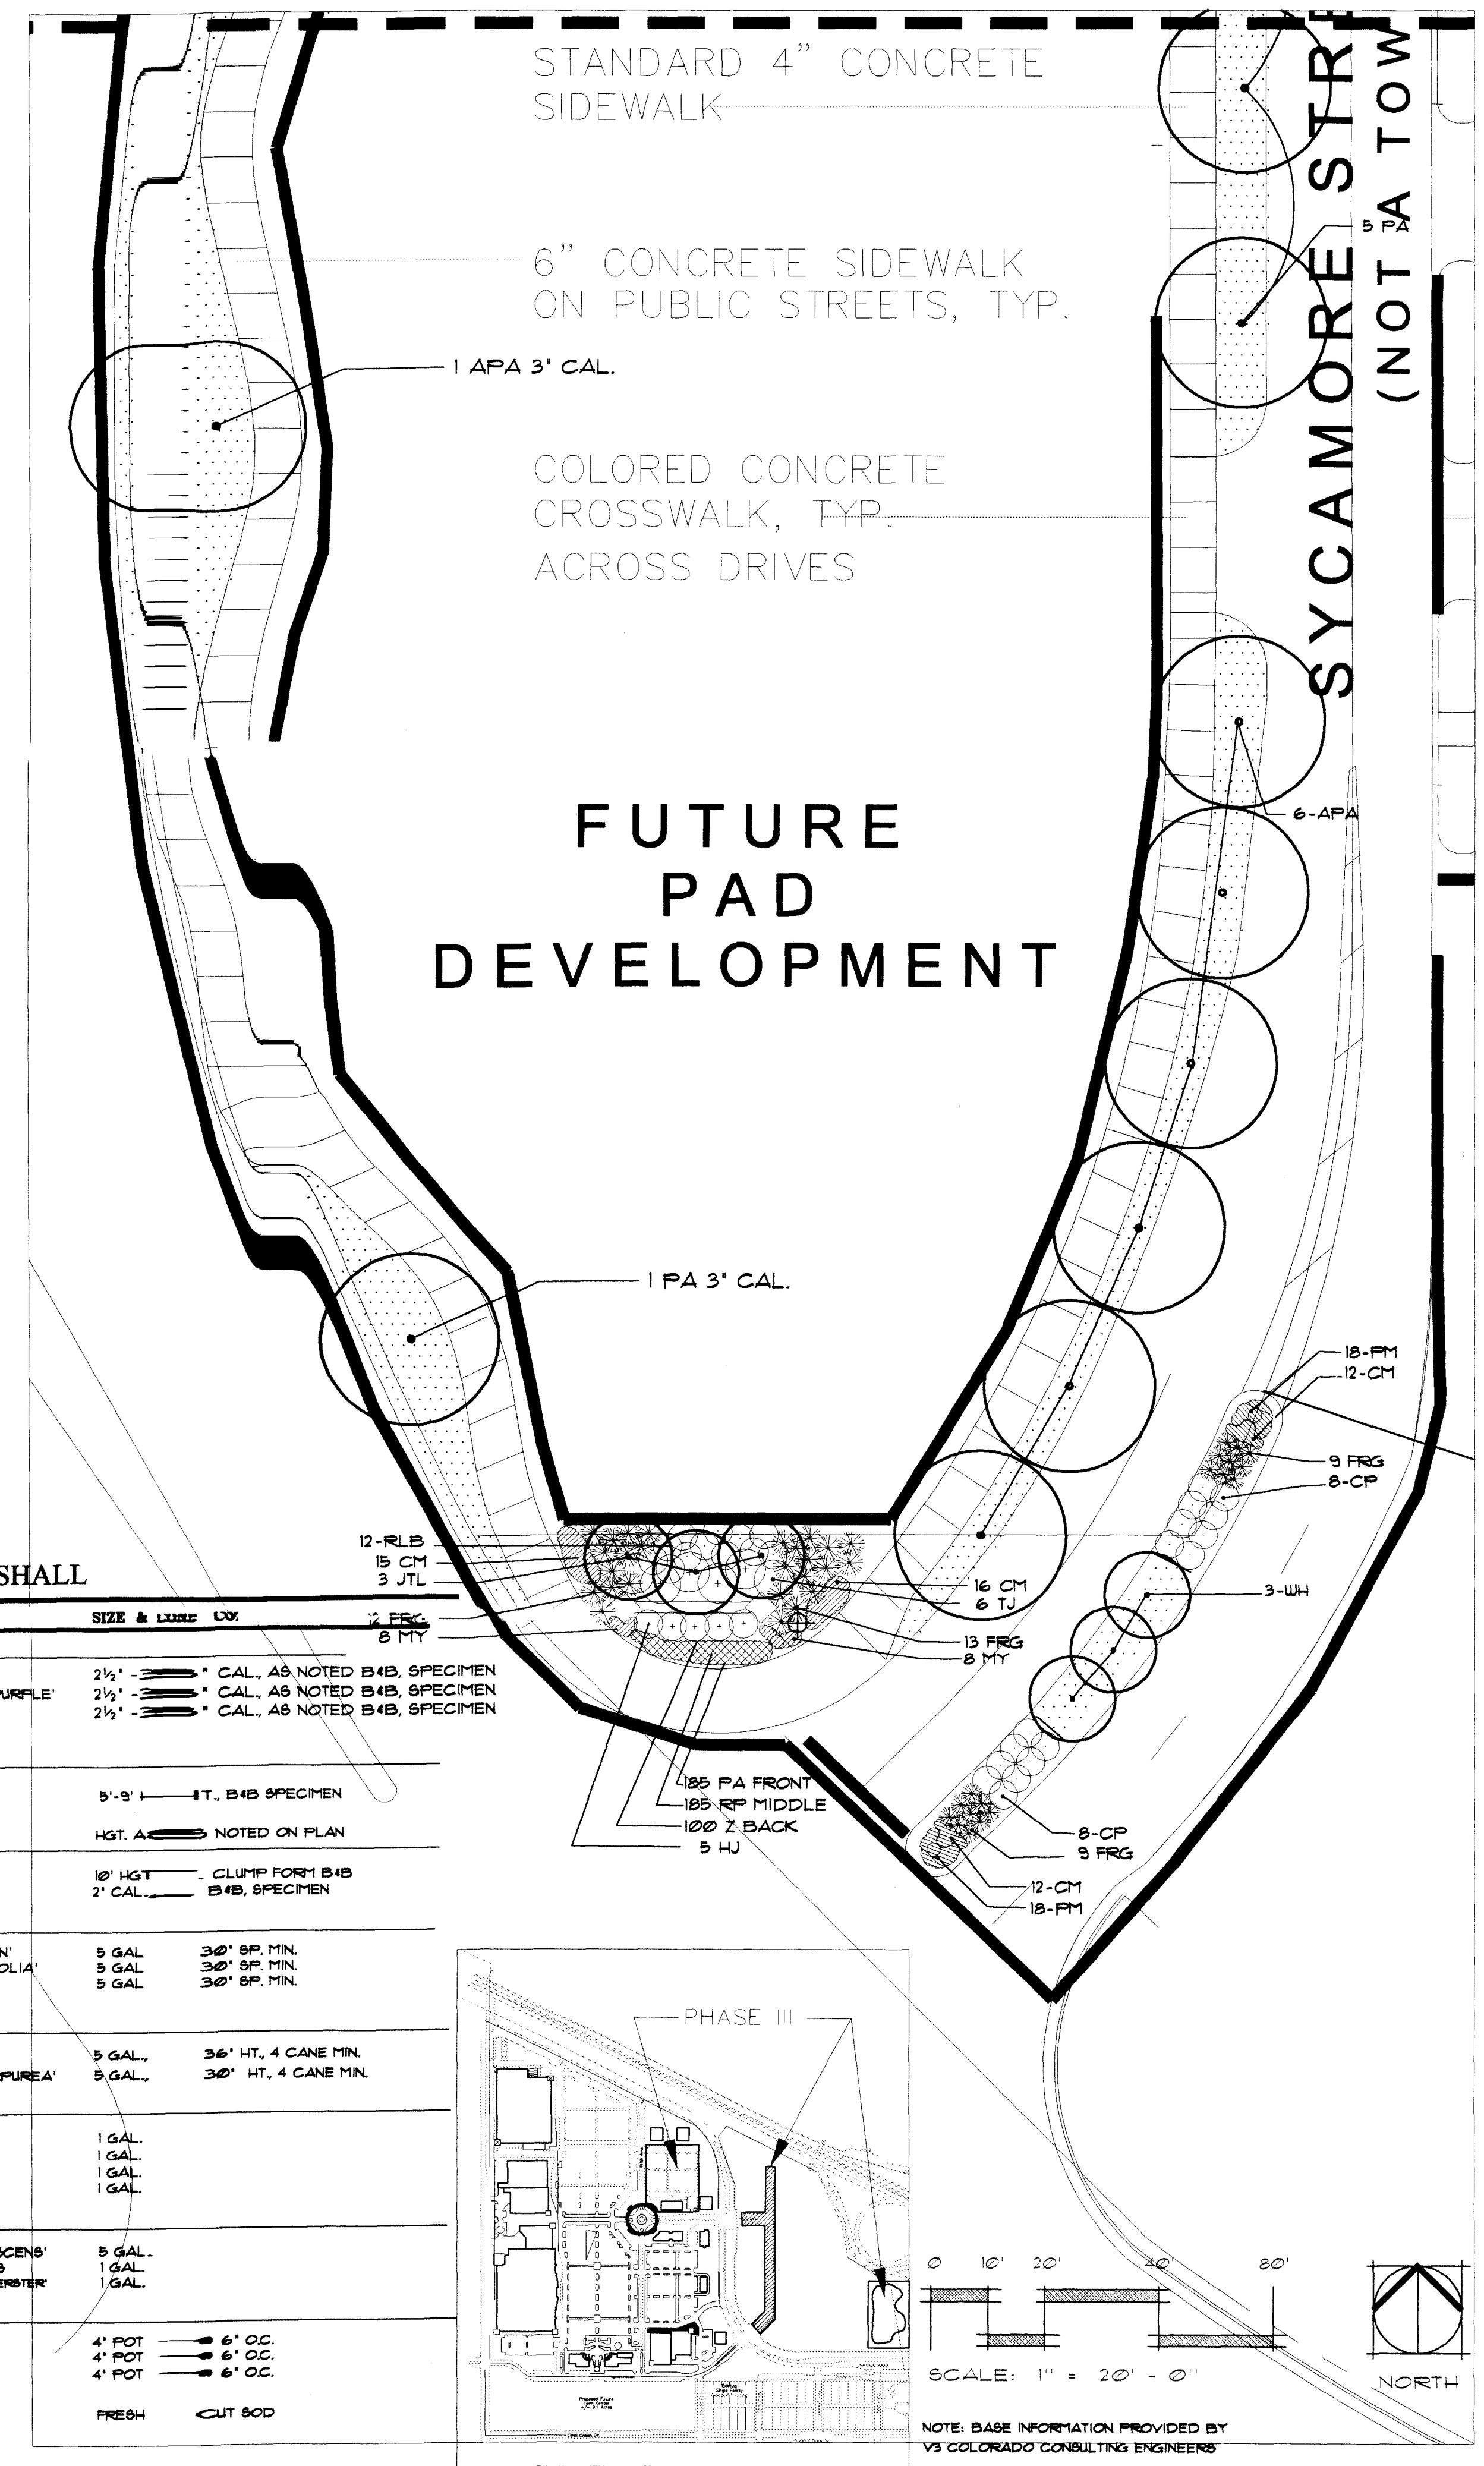 STANDARD 4" CONCRETE
SIDEWALK
6" CONCRETE SIDEWALK
ON PUBLIC STREETS, TYP.
1 APA 3" CAL.
COLORED CONCRETE
CROSSWALK, TYP.
ACROSS DRIVES
SYCAMORE STRE
(NOT A TOW
5 PA
6-APA
FUTURE
PAD
DEVELOPMENT
1 PA 3" CAL.
18-PM
12-CM
9 FRG
8-CP
3-WH
12-RLB
15 CM
3 JTL
12 FRG
8 MY
16 CM
6 TJ
13 FRG
8 MY
185 PA FRONT
185 RP MIDDLE
100 Z BACK
5 HJ
8-CP
9 FRG
12-CM
18-PM
SHALL
SIZE &
2½" - " CAL., AS NOTED B&B, SPECIMEN
URPLE' 2½" - " CAL., AS NOTED B&B, SPECIMEN
2½" - " CAL., AS NOTED B&B, SPECIMEN
5'-9' T., B&B SPECIMEN
HGT. A NOTED ON PLAN
10' HGT. CLUMP FORM B&B
2" CAL. B&B, SPECIMEN
N' 5 GAL 30" SP. MIN.
OLIA' 5 GAL 30" SP. MIN.
5 GAL 30" SP. MIN.
5 GAL., 36" HT., 4 CANE MIN.
PUREA' 5 GAL., 30" HT., 4 CANE MIN.
1 GAL.
1 GAL.
1 GAL.
1 GAL.
SCENS' 5 GAL.
S 1 GAL.
ERSTER' 1 GAL.
4" POT 6" O.C.
4" POT 6" O.C.
4" POT 6" O.C.
FRESH CUT SOD
PHASE III
Proposed Future
0 10' 20' 40' 80'
SCALE: 1" = 20' - 0"
NORTH
NOTE: BASE INFORMATION PROVIDED BY
V3 COLORADO CONSULTING ENGINEERS